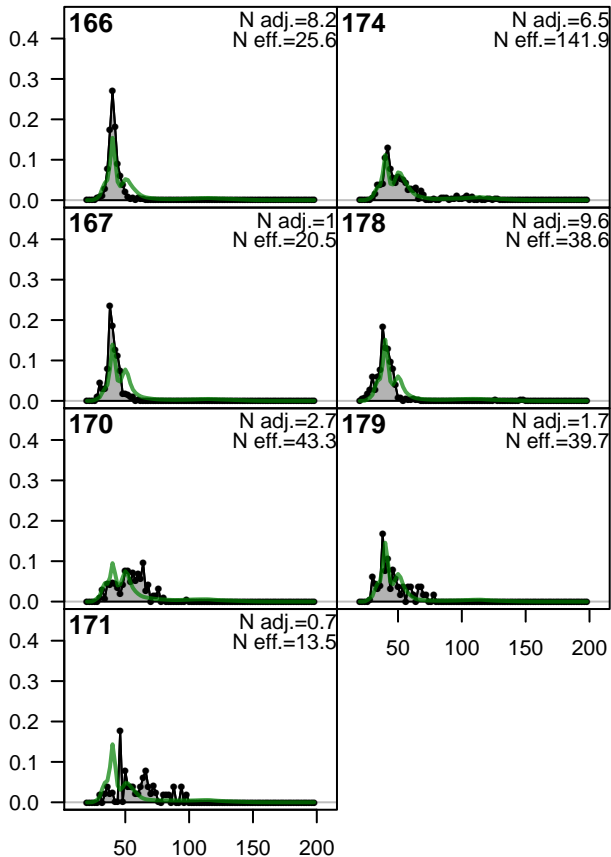 166
N adj.=8.2
N eff.=25.6
174
N adj.=6.5
N eff.=141.9
0.4
0.3
0.2
0.1
0.0
167
N adj.=1
N eff.=20.5
178
N adj.=9.6
N eff.=38.6
0.4
0.3
0.2
0.1
0.0
170
N adj.=2.7
N eff.=43.3
179
N adj.=1.7
N eff.=39.7
0.4
0.3
0.2
0.1
0.0
50 100 150 200
171
N adj.=0.7
N eff.=13.5
0.4
0.3
0.2
0.1
0.0
50 100 150 200